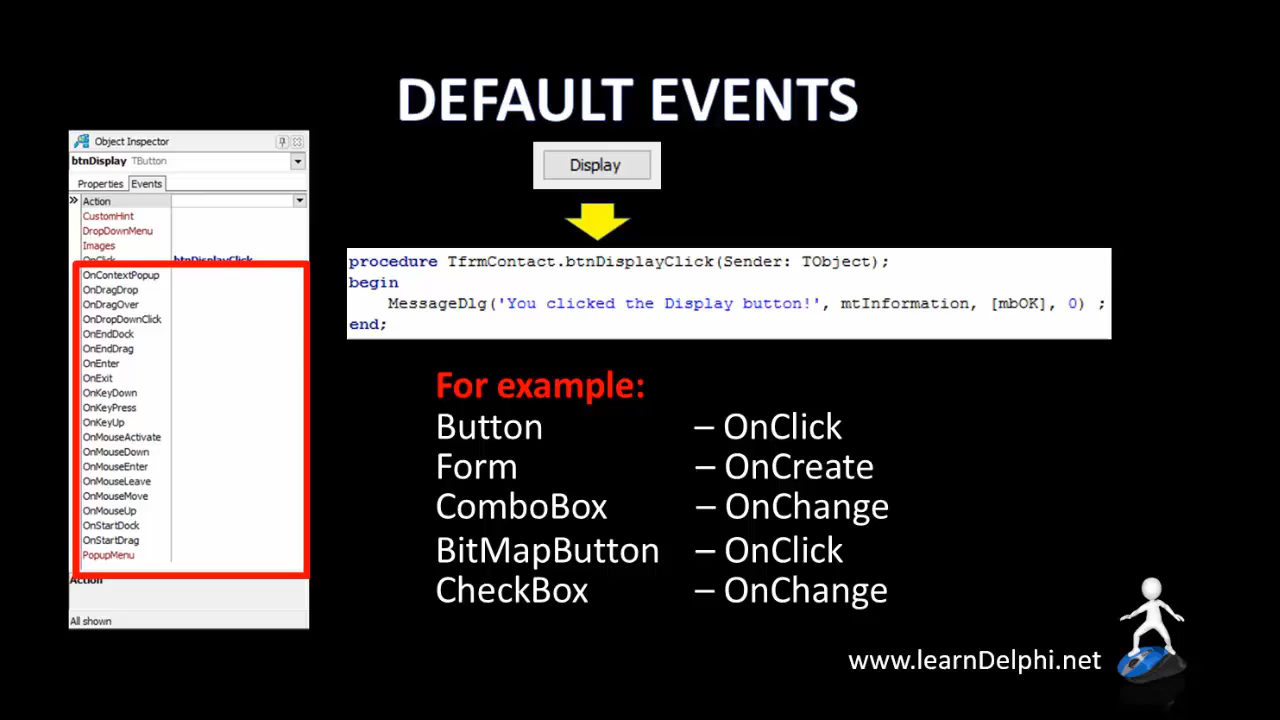 DEFAULT EVENTS
Object Inspector
btnDisplay TButton
Properties Events
» Action
CustomHint
DropDownMenu
Images
OnClick btnDisplayClick
OnContextPopup
OnDragDrop
OnDragOver
OnDropDownClick
OnEndDock
OnEndDrag
OnEnter
OnExit
OnKeyDown
OnKeyPress
OnKeyUp
OnMouseActivate
OnMouseDown
OnMouseEnter
OnMouseLeave
OnMouseMove
OnMouseUp
OnStartDock
OnStartDrag
PopupMenu
Action
All shown
Display
procedure TfrmContact.btnDisplayClick(Sender: TObject);
begin
MessageDlg('You clicked the Display button!', mtInformation, [mbOK], 0) ;
end;
For example:
Button – OnClick
Form – OnCreate
ComboBox – OnChange
BitMapButton – OnClick
CheckBox – OnChange
www.learnDelphi.net